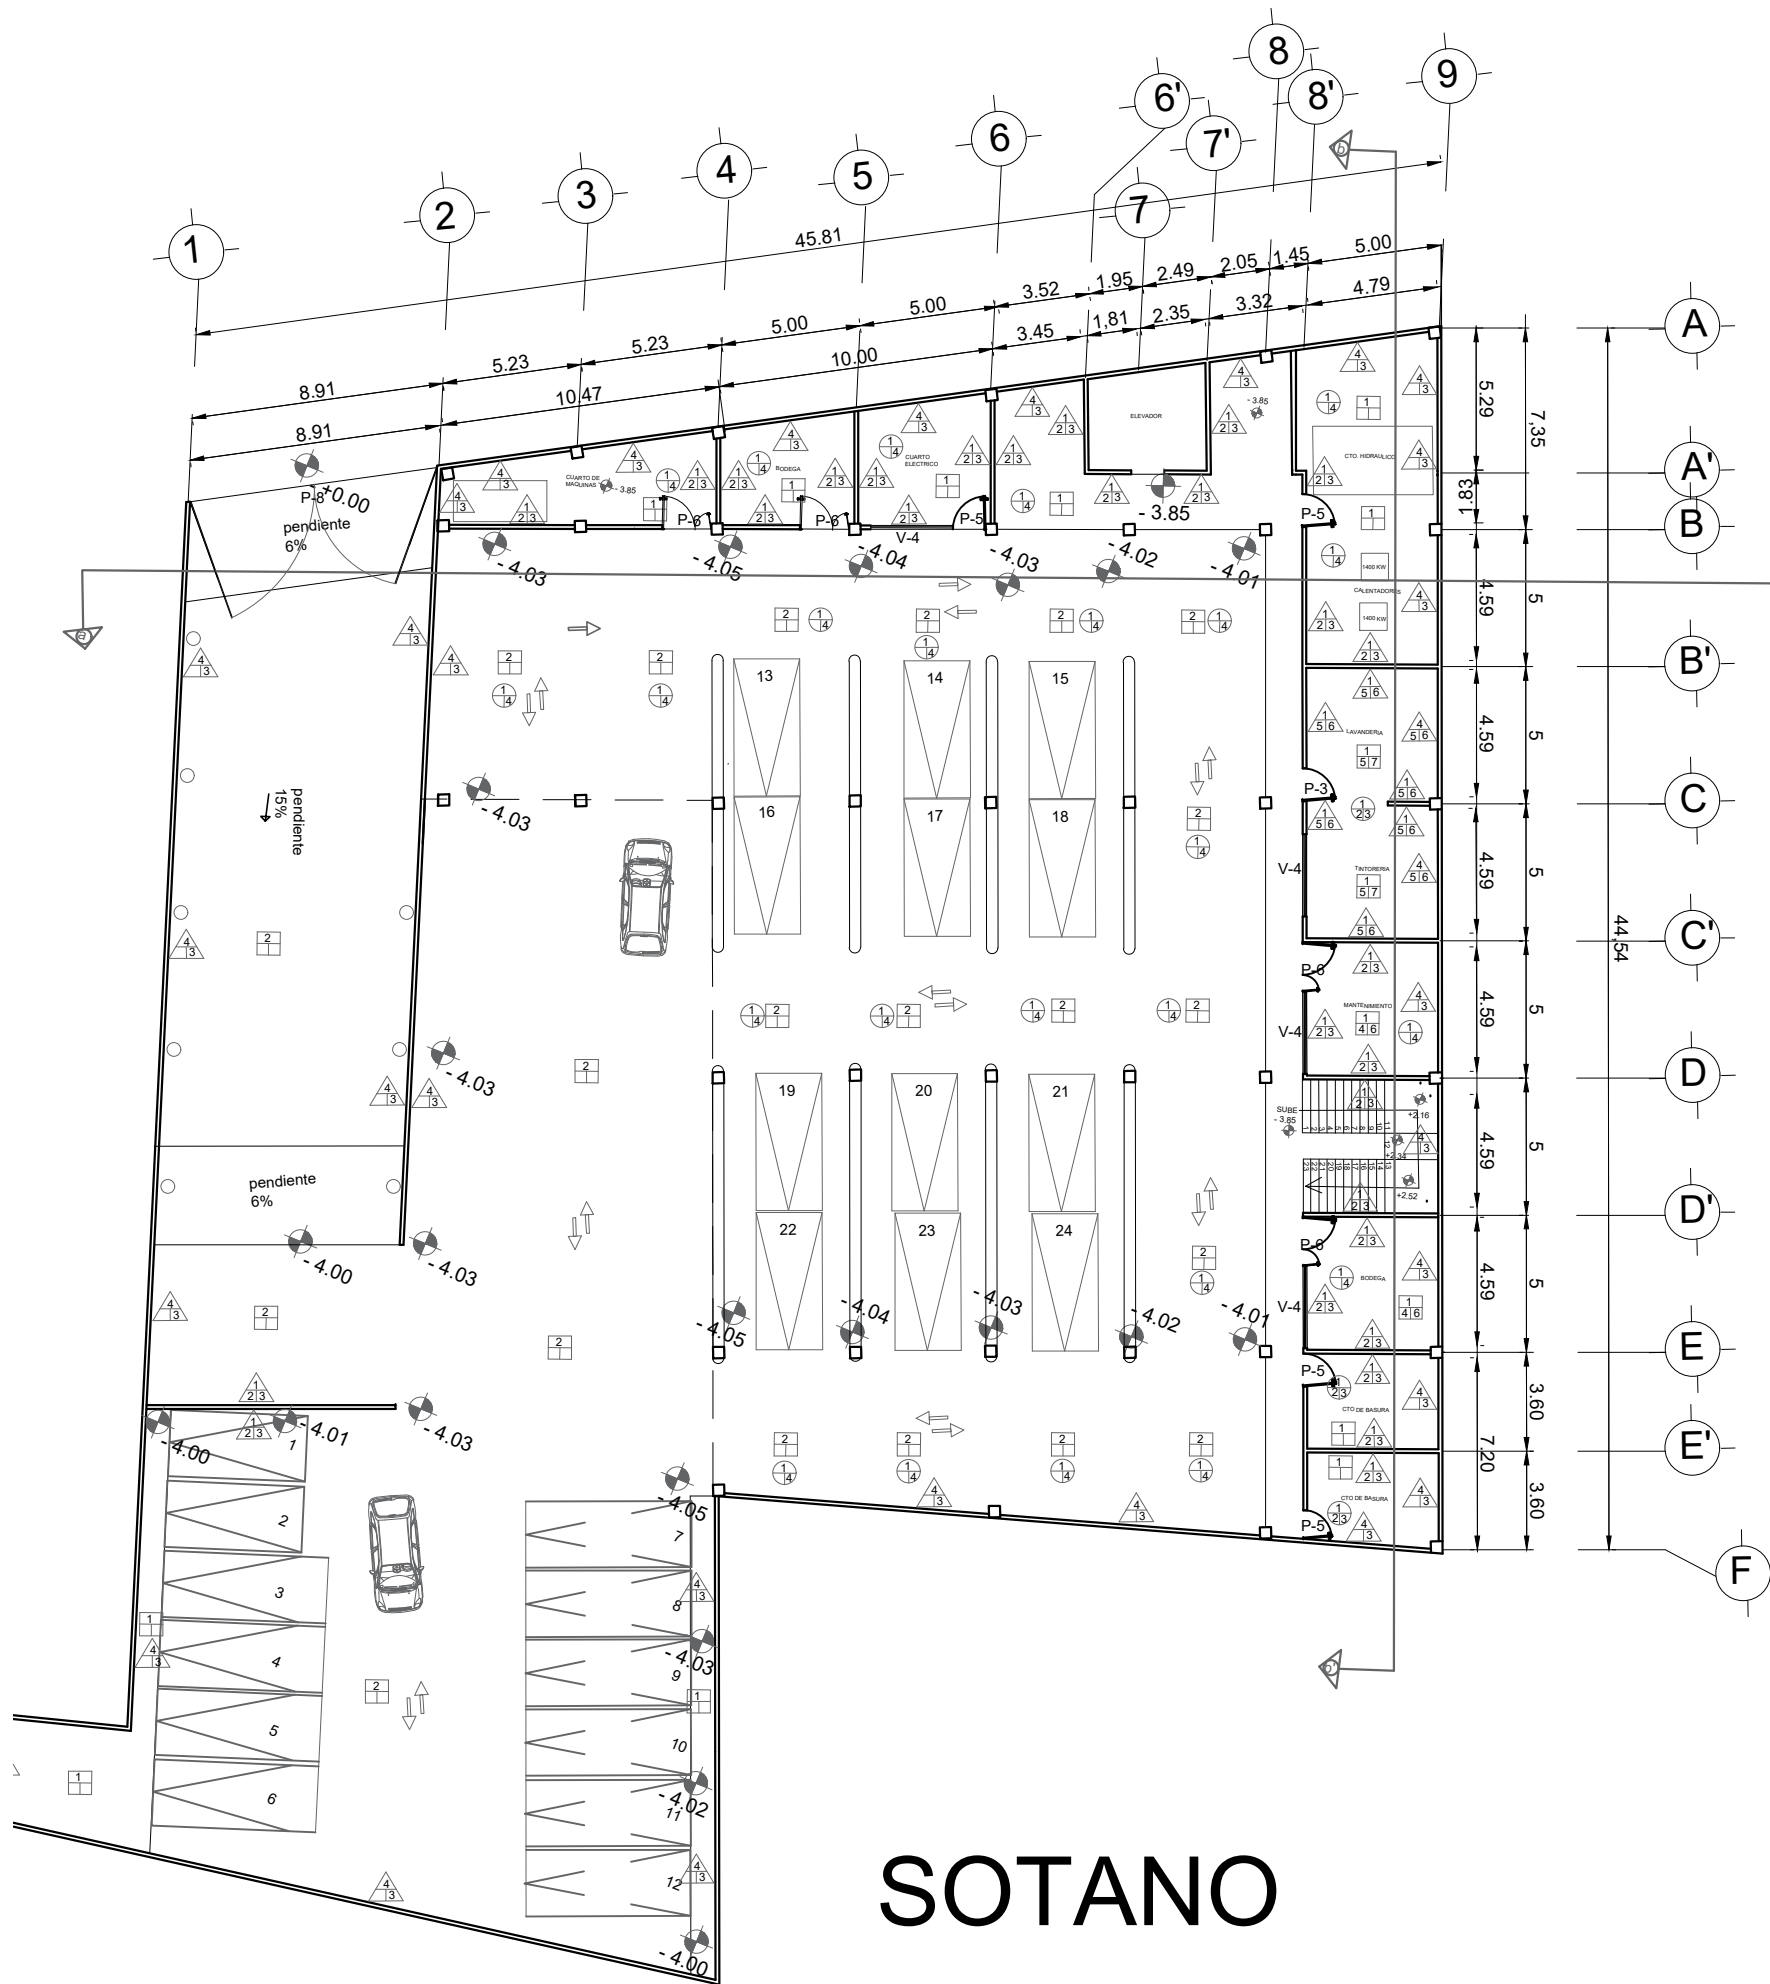 8
9
6'
8'
6
7'
4
5
3
7
2
1
45.81
5.00
1.45
2.05
2.49
1.95
3.52
5.00
5.00
5.23
5.23
8.91
4.79
3.32
2.35
1,81
3.45
10.00
10.47
8.91
A
A'
B
B'
C
C'
D
D'
E
E'
F
5.29
7,35
1.83
4.59
5
4.59
5
4.59
5
4.59
5
4.59
5
4.59
5
44,54
3.60
7.20
3.60
P-8
+0.00
pendiente
6%
pendiente
15%
pendiente
6%
CUARTO DE
MAQUINAS
- 3.85
BODEGA
CUARTO
ELECTRICO
ELEVADOR
- 3.85
- 3.85
CTO. HIDRAULICO
P-6
P-6
P-5
V-4
P-5
- 4.03
- 4.05
- 4.04
- 4.03
- 4.02
- 4.01
1400 KW
CALENTADORES
1400 KW
LAVANDERIA
P-3
V-4
TINTORERIA
P-6
MANTENIMIENTO
V-4
SUBE
- 3.85
+2.16
+2.34
+2.52
P-6
V-4
BODEGA
P-5
CTO DE BASURA
CTO DE BASURA
P-5
13
14
15
16
17
18
19
20
21
22
23
24
- 4.03
- 4.03
- 4.00
- 4.03
- 4.05
- 4.04
- 4.03
- 4.02
- 4.01
- 4.00
- 4.01
- 4.03
- 4.05
- 4.03
- 4.02
- 4.00
1
2
3
4
5
6
7
8
9
10
11
12
SOTANO